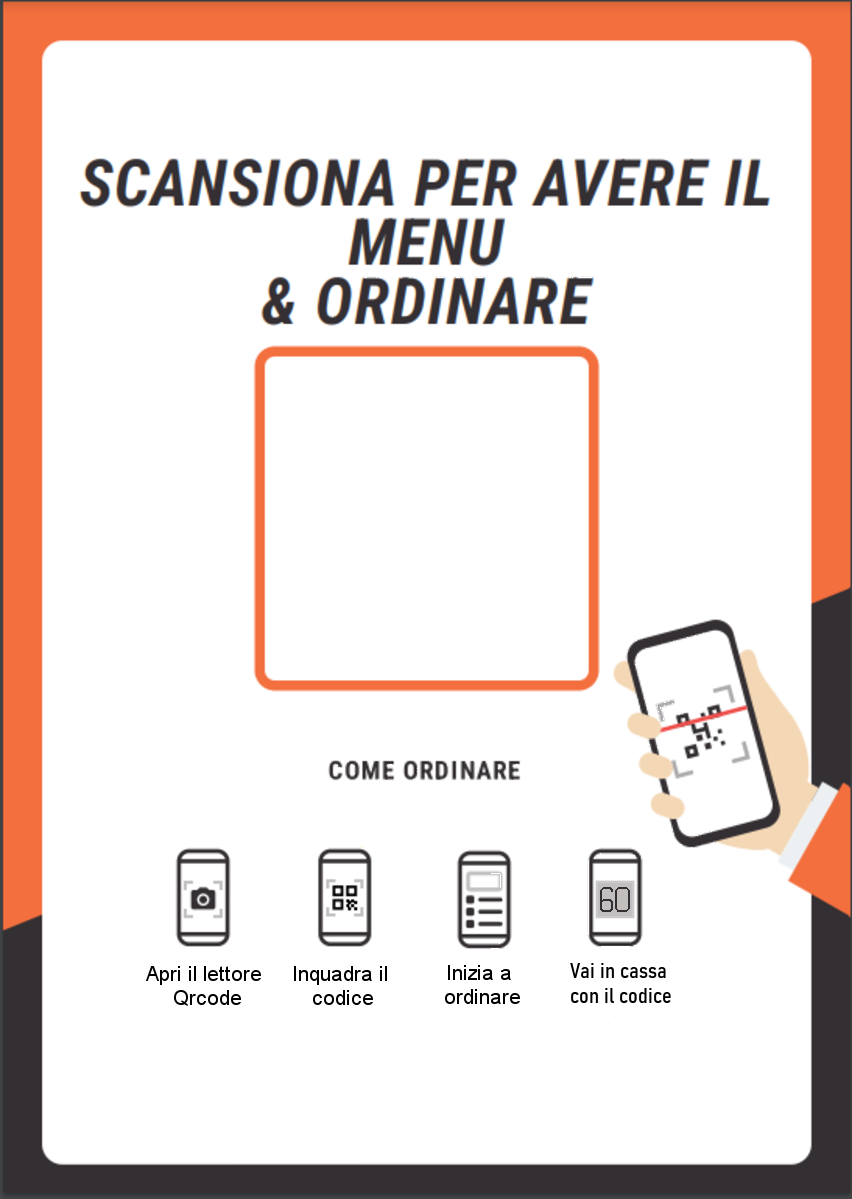 SCANSIONA PER AVERE IL
MENU
& ORDINARE
COME ORDINARE
60
Apri il lettore
Qrcode
Inquadra il
codice
Inizia a
ordinare
Vai in cassa
con il codice